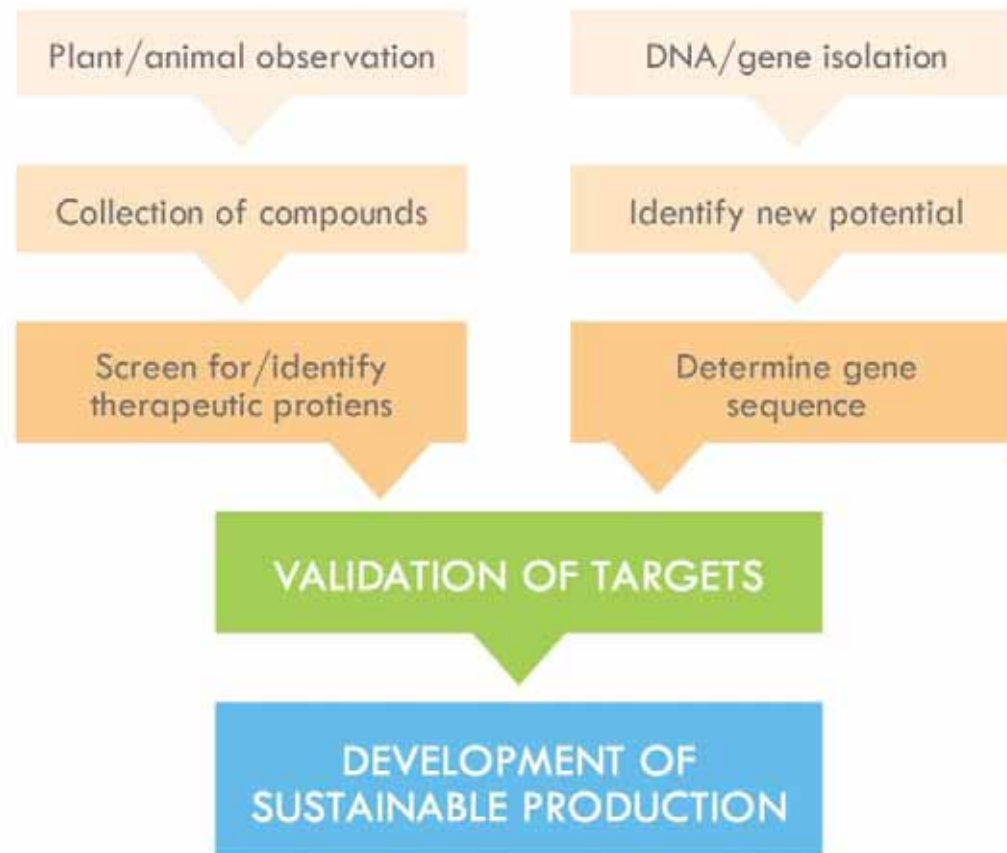 Plant/animal observation
Collection of compounds
Screen for/identify
therapeutic protiens
DNA/gene isolation
Identify new potential
Determine gene
sequence
VALIDATION OF TARGETS
DEVELOPMENT OF
SUSTAINABLE PRODUCTION